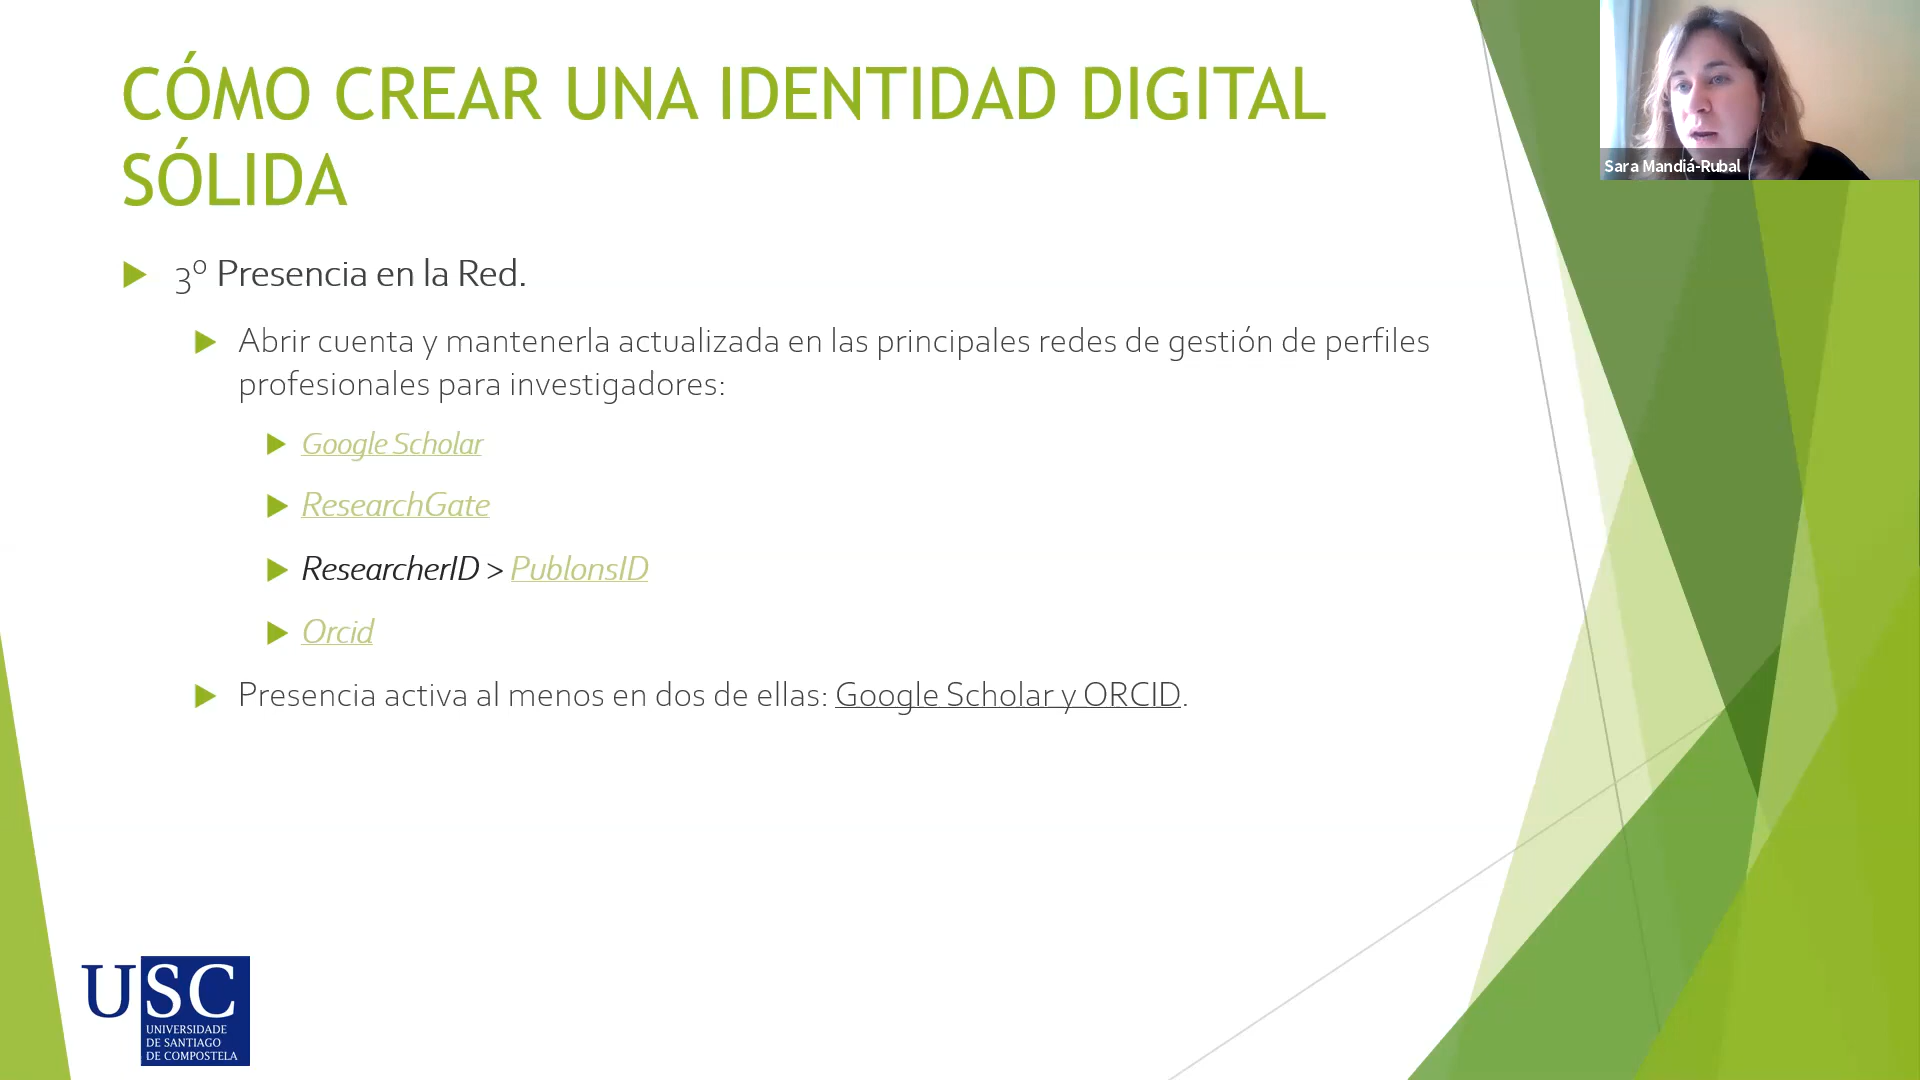 CÓMO CREAR UNA IDENTIDAD DIGITAL
SÓLIDA
3º Presencia en la Red.
Abrir cuenta y mantenerla actualizada en las principales redes de gestión de perfiles
profesionales para investigadores:
Google Scholar
ResearchGate
ResearcherID > PublonsID
Orcid
Presencia activa al menos en dos de ellas: Google Scholar y ORCID.
Sara Mandiá-Rubal
USC
UNIVERSIDADE
DE SANTIAGO
DE COMPOSTELA